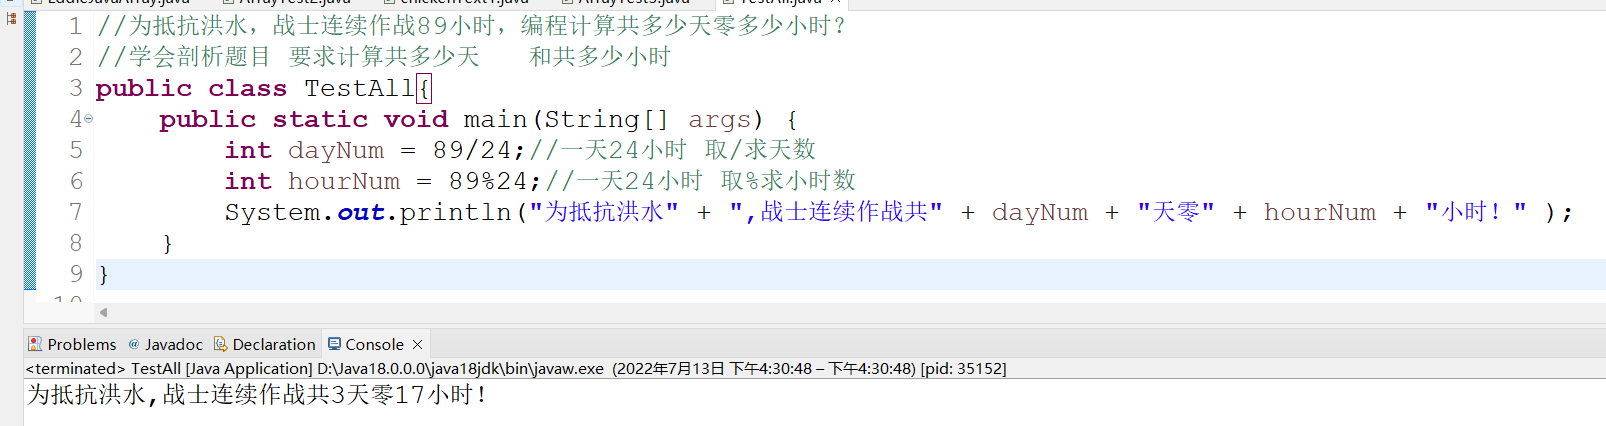 TestAll.java
1 //为抵抗洪水，战士连续作战89小时，编程计算共多少天零多少小时？
2 //学会剖析题目 要求计算共多少天   和共多少小时
3 public class TestAll{
4     public static void main(String[] args) {
5         int dayNum = 89/24;//一天24小时 取/求天数
6         int hourNum = 89%24;//一天24小时 取%求小时数
7         System.out.println("为抵抗洪水" + ",战士连续作战共" + dayNum + "天零" + hourNum + "小时！" );
8     }
9 }
Problems @ Javadoc Declaration Console
<terminated> TestAll [Java Application] D:\Java18.0.0.0\java18jdk\bin\javaw.exe (2022年7月13日 下午4:30:48 – 下午4:30:48) [pid: 35152]
为抵抗洪水,战士连续作战共3天零17小时！